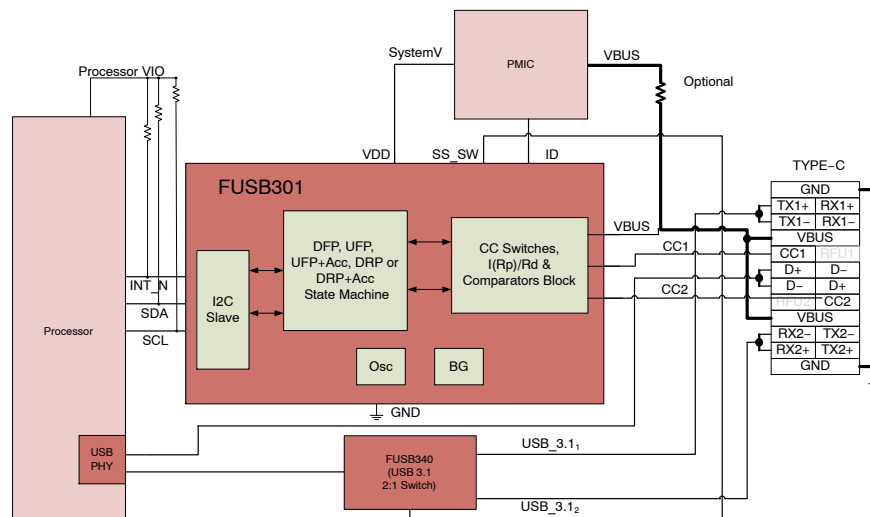 SystemV
PMIC
VBUS
Optional
Processor VIO
VDD
SS_SW
ID
TYPE-C
FUSB301
GND
TX1+ RX1+
TX1- RX1-
VBUS
CC1 RFU1
D+ D-
D- D+
RFU2 CC2
VBUS
RX2- TX2-
RX2+ TX2+
GND
VBUS
CC1
CC2
DFP, UFP,
UFP+Acc, DRP or
DRP+Acc
State Machine
CC Switches,
I(Rp)/Rd &
Comparators Block
INT_N
SDA
SCL
I2C
Slave
Processor
Osc
BG
GND
USB
PHY
FUSB340
(USB 3.1
2:1 Switch)
USB_3.1₁
USB_3.1₂